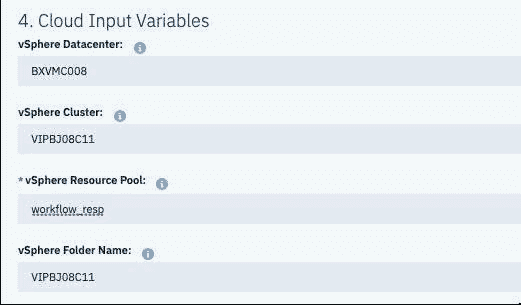 4. Cloud Input Variables
vSphere Datacenter:
BXVMC008
vSphere Cluster:
VIPBJ08C11
* vSphere Resource Pool:
workflow_resp
vSphere Folder Name:
VIPBJ08C11